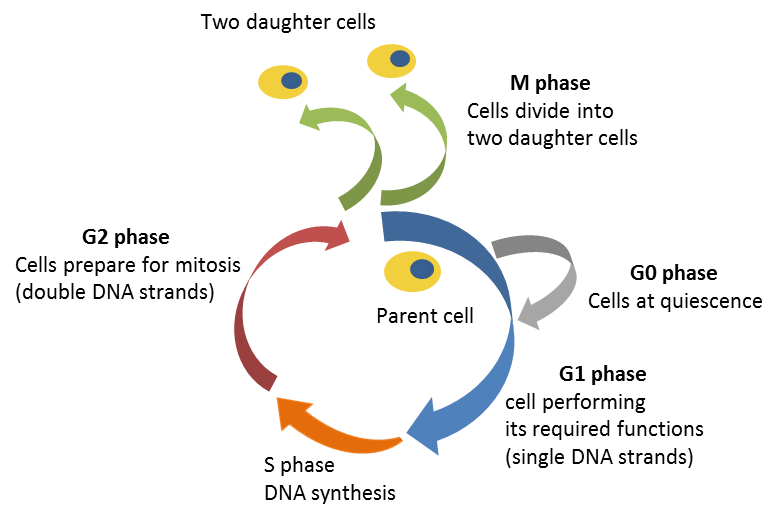 Two daughter cells
M phase
Cells divide into
two daughter cells
G2 phase
Cells prepare for mitosis
(double DNA strands)
G0 phase
Cells at quiescence
Parent cell
G1 phase
cell performing
its required functions
(single DNA strands)
S phase
DNA synthesis